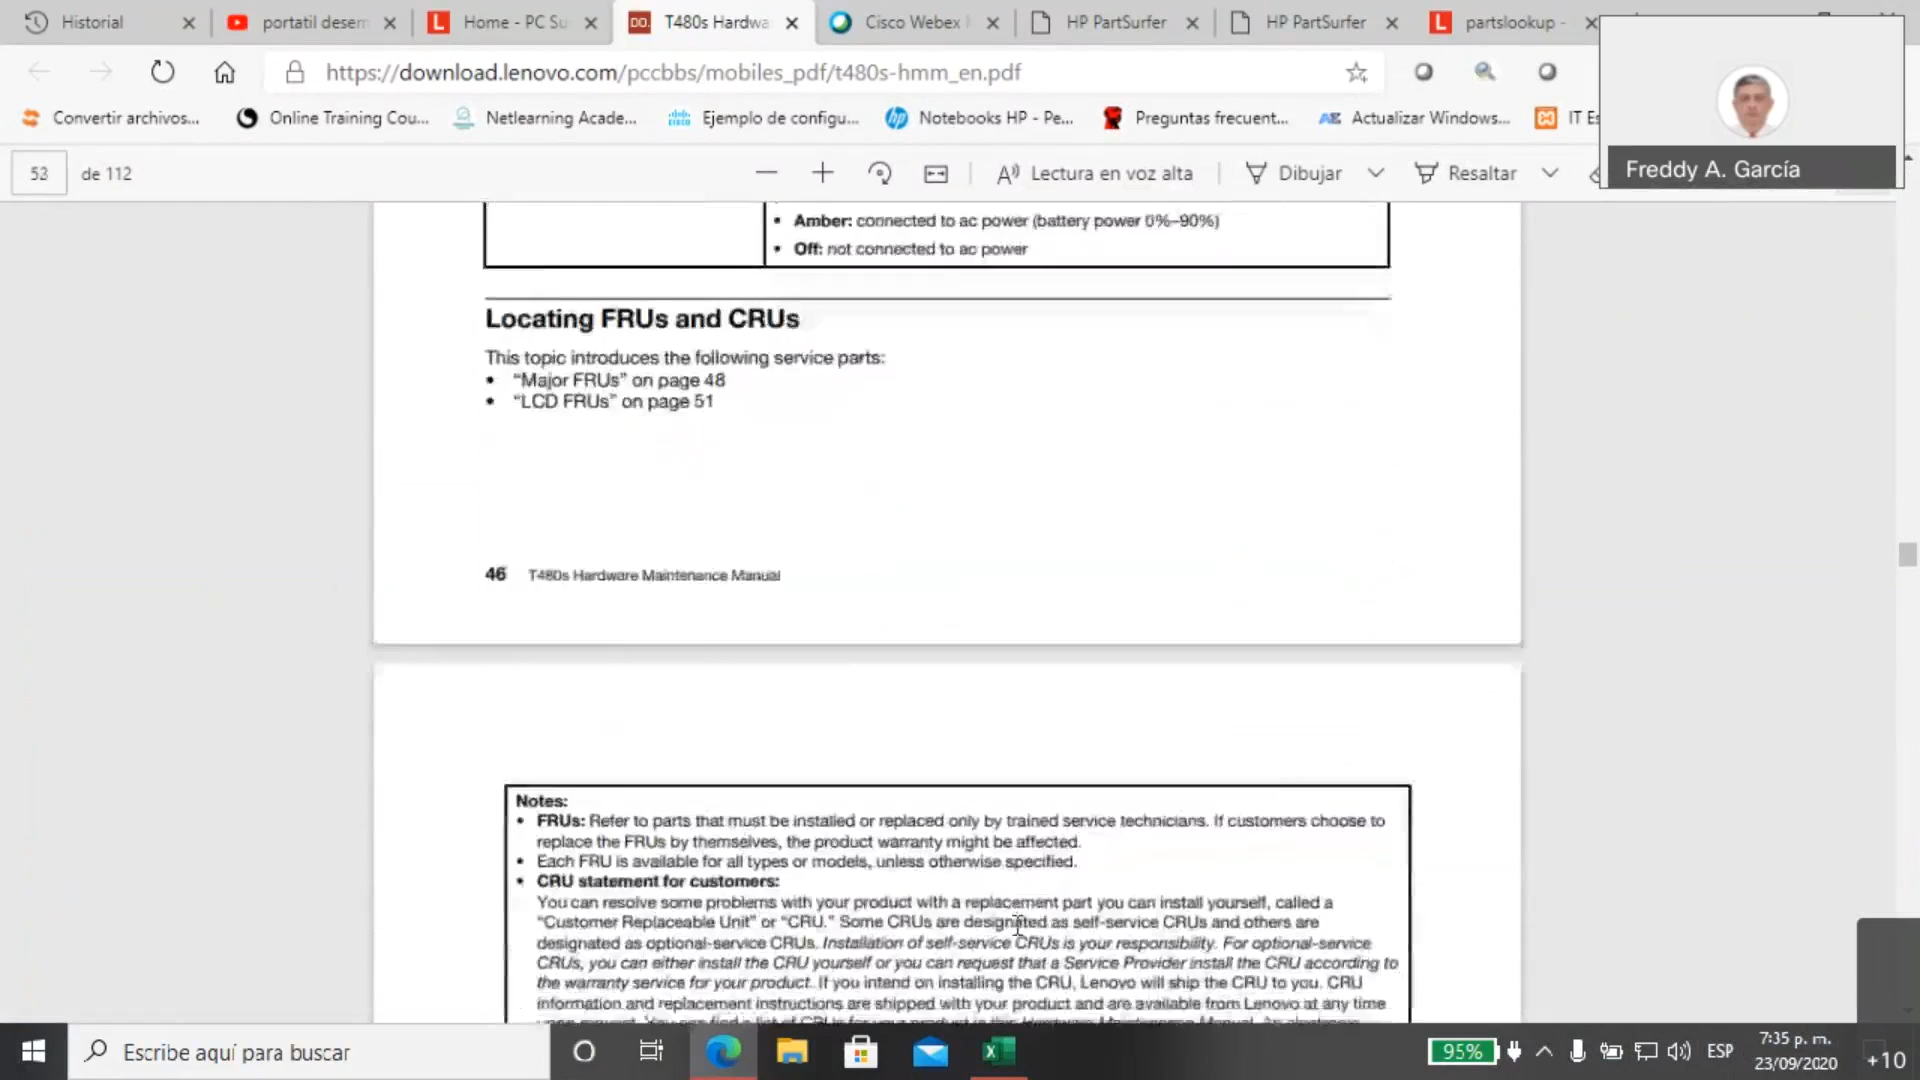 Historial
portatil desem
Home - PC Su
DO.
T480s Hardwa
Cisco Webex
HP PartSurfer
HP PartSurfer
partslookup -
https://download.lenovo.com/pccbbs/mobiles_pdf/t480s-hmm_en.pdf
Convertir archivos...
Online Training Cou...
Netlearning Acade...
Ejemplo de configu...
Notebooks HP - Pe...
Preguntas frecuent...
Actualizar Windows...
IT Es
Freddy A. García
53 de 112
Lectura en voz alta
Dibujar
Resaltar
• Amber: connected to ac power (battery power 0%–90%)
• Off: not connected to ac power
Locating FRUs and CRUs
This topic introduces the following service parts:
• “Major FRUs” on page 48
• “LCD FRUs” on page 51
46 T480s Hardware Maintenance Manual
Notes:
• FRUs: Refer to parts that must be installed or replaced only by trained service technicians. If customers choose to
replace the FRUs by themselves, the product warranty might be affected.
• Each FRU is available for all types or models, unless otherwise specified.
• CRU statement for customers:
You can resolve some problems with your product with a replacement part you can install yourself, called a
“Customer Replaceable Unit” or “CRU.” Some CRUs are designated as self-service CRUs and others are
designated as optional-service CRUs. Installation of self-service CRUs is your responsibility. For optional-service
CRUs, you can either install the CRU yourself or you can request that a Service Provider install the CRU according to
the warranty service for your product. If you intend on installing the CRU, Lenovo will ship the CRU to you. CRU
information and replacement instructions are shipped with your product and are available from Lenovo at any time
Escribe aquí para buscar
95%
ESP
7:35 p. m.
23/09/2020
+10